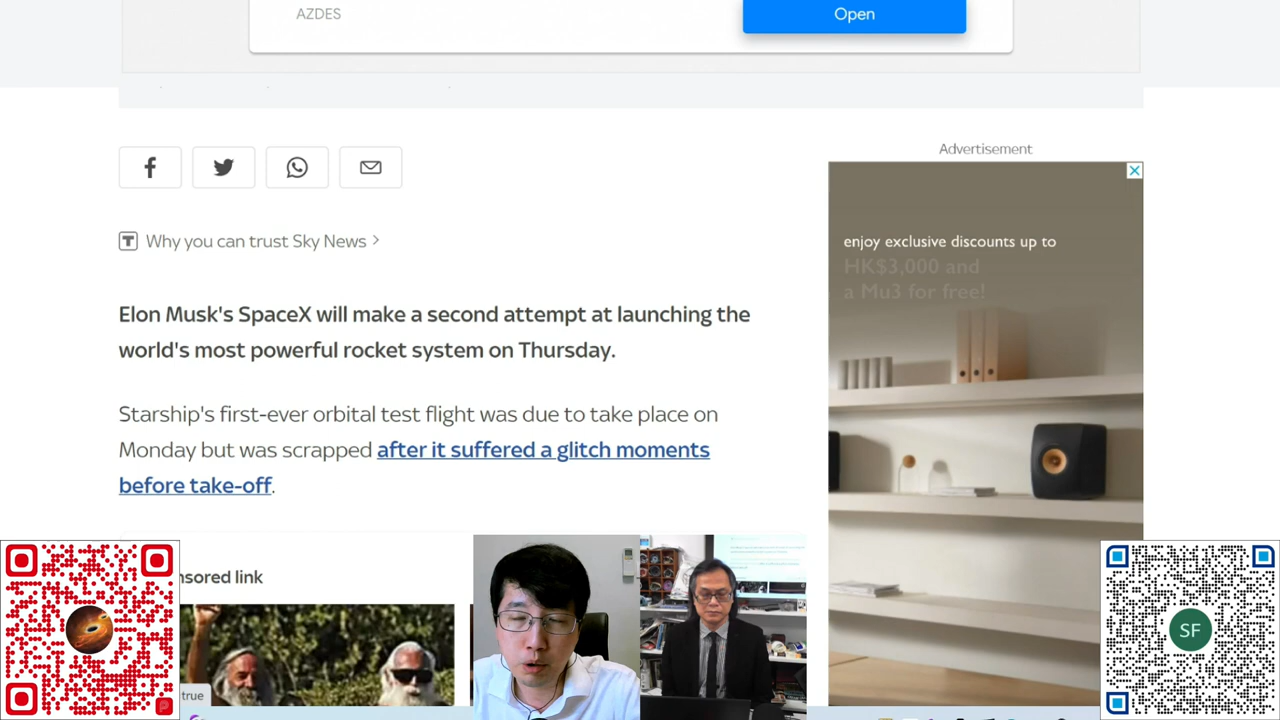 AZDES
Open
Why you can trust Sky News
Advertisement
enjoy exclusive discounts up to
HK$3,000 and
a Mu3 for free!
Elon Musk's SpaceX will make a second attempt at launching the
world's most powerful rocket system on Thursday.
Starship's first-ever orbital test flight was due to take place on
Monday but was scrapped after it suffered a glitch moments
before take-off.
nsored link
true
SF